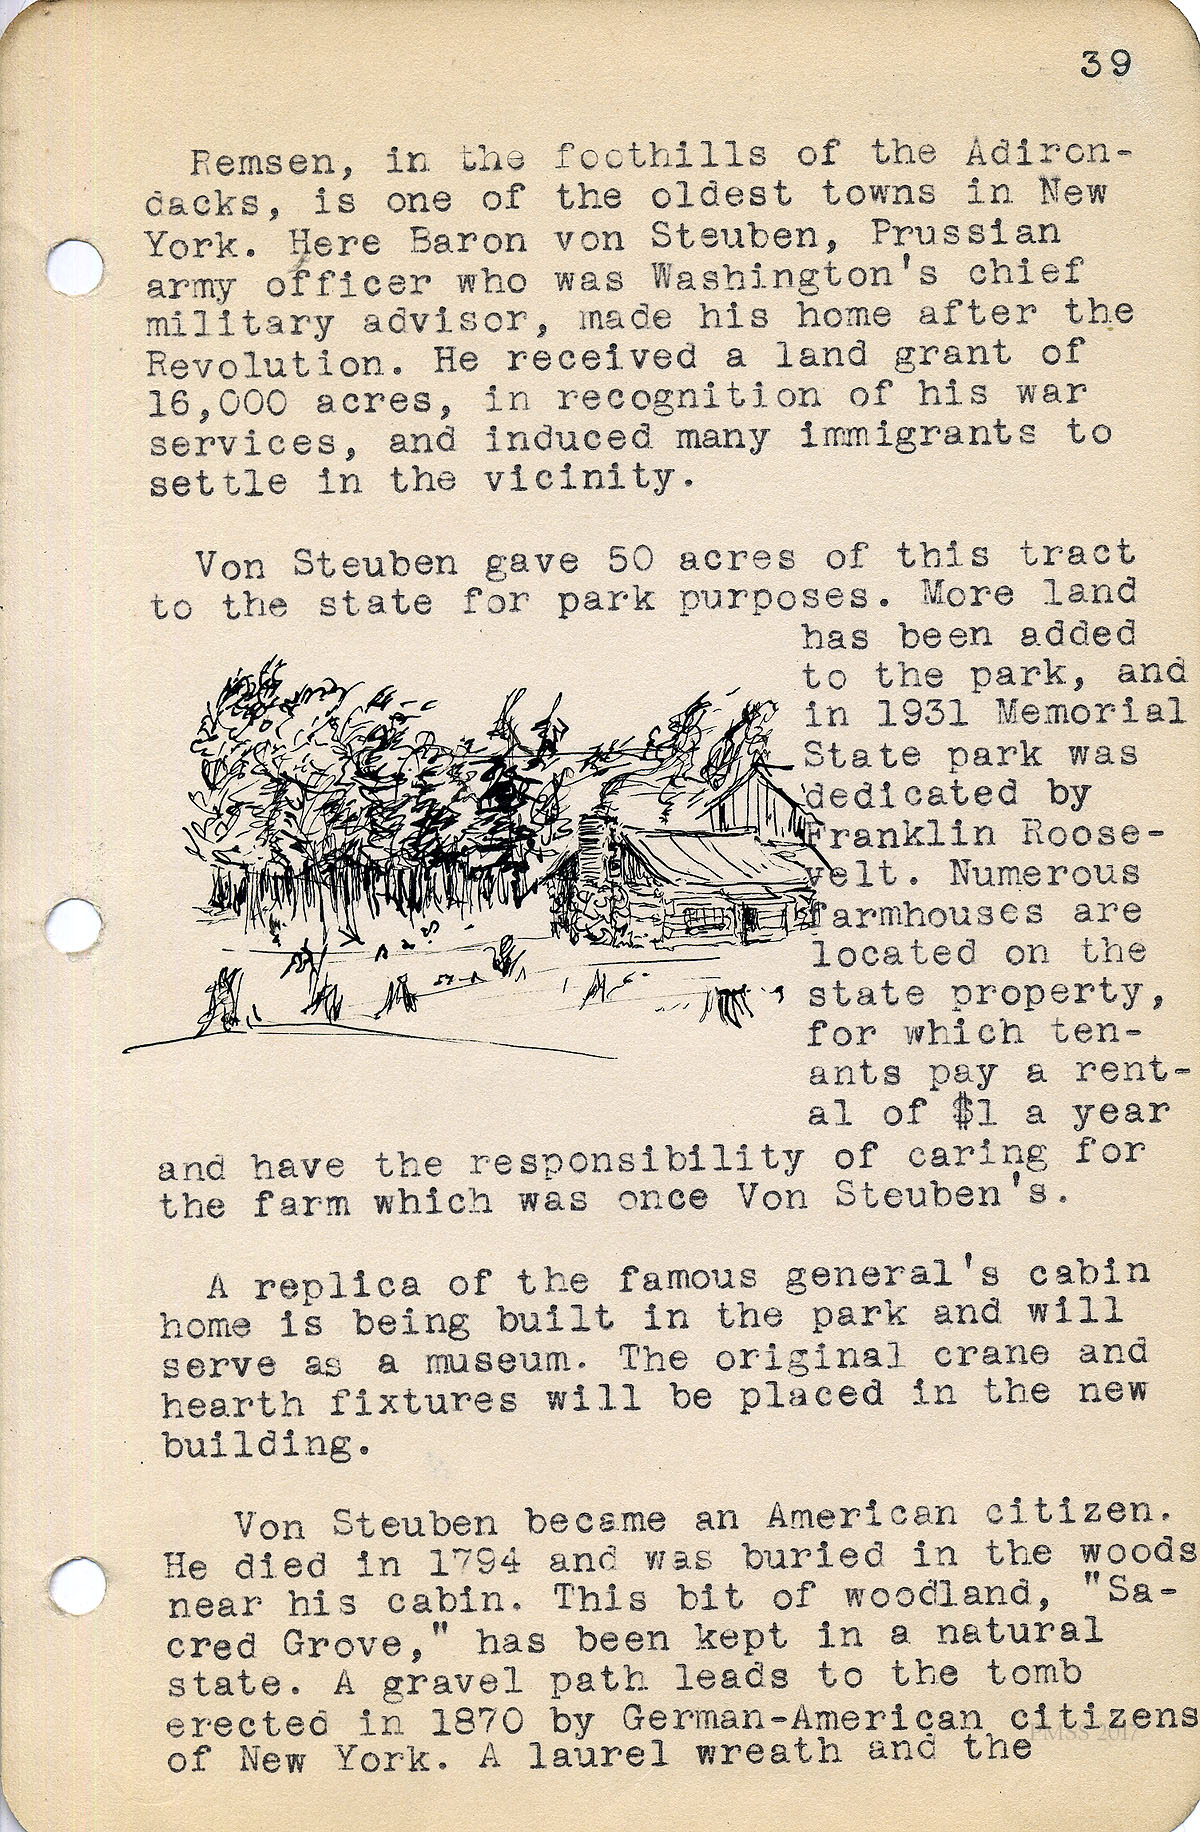 39
Remsen, in the foothills of the Adiron-
dacks, is one of the oldest towns in New
York. Here Baron von Steuben, Prussian
army officer who was Washington's chief
military advisor, made his home after the
Revolution. He received a land grant of
16,000 acres, in recognition of his war
services, and induced many immigrants to
settle in the vicinity.
Von Steuben gave 50 acres of this tract
to the state for park purposes. More land
has been added
to the park, and
in 1931 Memorial
State park was
dedicated by
Franklin Roose-
velt. Numerous
farmhouses are
located on the
state property,
for which ten-
ants pay a rent-
al of $1 a year
and have the responsibility of caring for
the farm which was once Von Steuben's.
A replica of the famous general's cabin
home is being built in the park and will
serve as a museum. The original crane and
hearth fixtures will be placed in the new
building.
Von Steuben became an American citizen.
He died in 1794 and was buried in the woods
near his cabin. This bit of woodland, "Sa-
cred Grove," has been kept in a natural
state. A gravel path leads to the tomb
erected in 1870 by German-American citizens
of New York. A laurel wreath and the
PMSS 2017